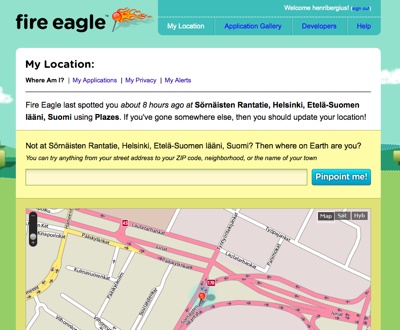 Welcome henribergius! (sign out)
fire eagle™
My Location
Application Gallery
Developers
Help
My Location:
Where Am I? | My Applications | My Privacy | My Alerts
Fire Eagle last spotted you about 8 hours ago at Sörnäisten Rantatie, Helsinki, Etelä-Suomen
lääni, Suomi using Plazes. If you've gone somewhere else, then you should update your location!
Not at Sörnäisten Rantatie, Helsinki, Etelä-Suomen lääni, Suomi? Then where on Earth are you?
You can try anything from your street address to your ZIP code, neighborhood, or the name of your town
Pinpoint me!
Map Sat Hyb